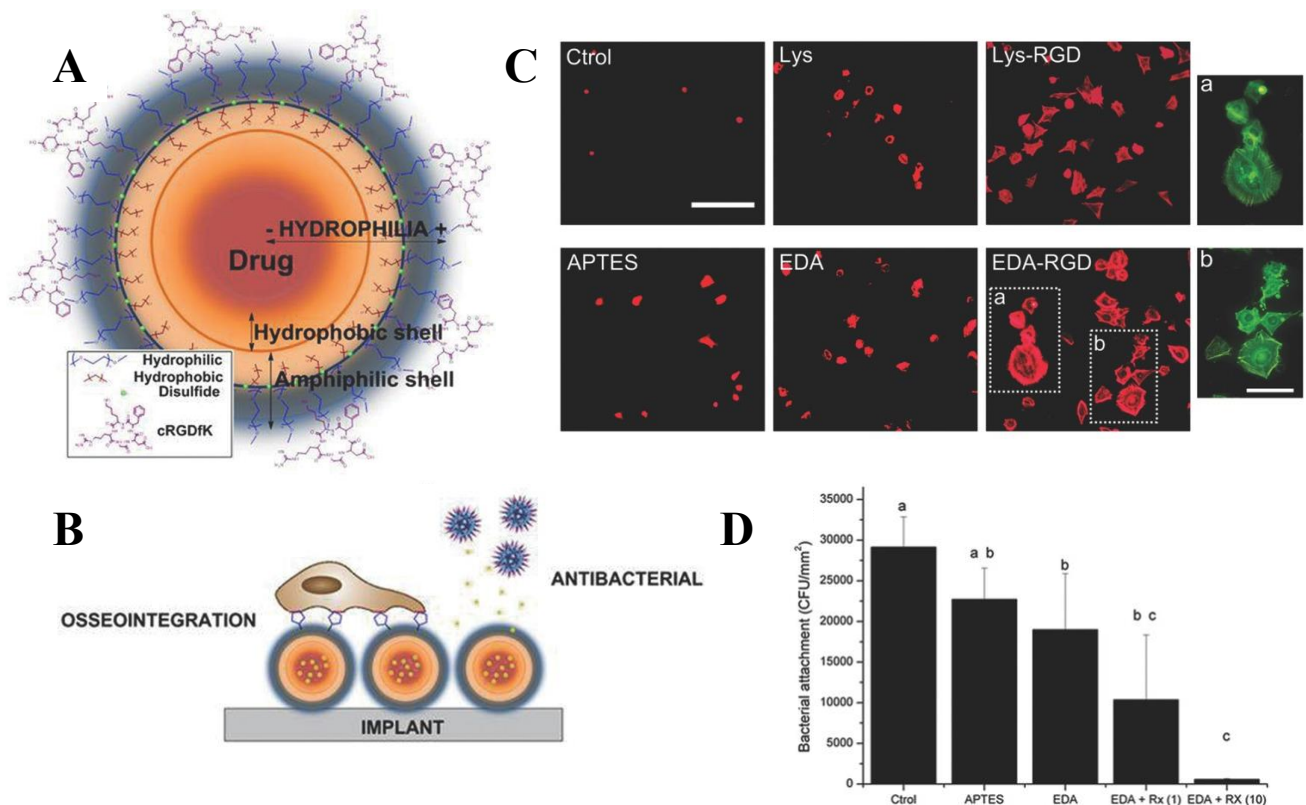 A
- HYDROPHILIA +
Drug
Hydrophobic shell
Amphiphilic shell
Hydrophilic
Hydrophobic
Disulfide
cRGDfK
B
OSSEOINTEGRATION
ANTIBACTERIAL
IMPLANT
C
Ctrol
Lys
Lys-RGD
a
APTES
EDA
EDA-RGD
a
b
b
D
Bacterial attachment (CFU/mm²)
35000
30000
25000
20000
15000
10000
5000
0
a
a b
b
b c
c
Ctrol
APTES
EDA
EDA + Rx (1)
EDA + RX (10)